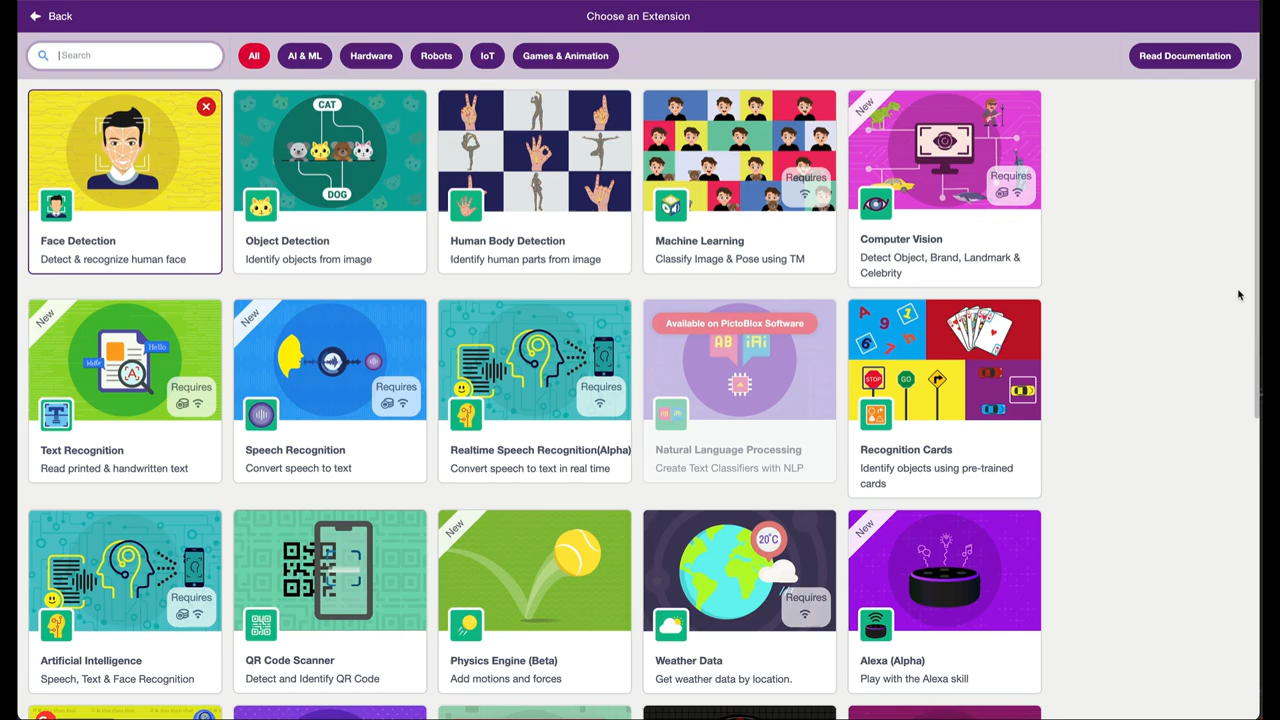 Back
Choose an Extension
Search
All
AI & ML
Hardware
Robots
IoT
Games & Animation
Read Documentation
Face Detection
Detect & recognize human face
CAT
DOG
Object Detection
Identify objects from image
Human Body Detection
Identify human parts from image
Requires
Machine Learning
Classify Image & Pose using TM
New
Requires
Computer Vision
Detect Object, Brand, Landmark &
Celebrity
New
Hello
Hello
A
Requires
Text Recognition
Read printed & handwritten text
New
Requires
Speech Recognition
Convert speech to text
Requires
Realtime Speech Recognition(Alpha)
Convert speech to text in real time
Available on PictoBlox Software
AB
Natural Language Processing
Create Text Classifiers with NLP
STOP
GO
Recognition Cards
Identify objects using pre-trained
cards
Requires
Artificial Intelligence
Speech, Text & Face Recognition
QR Code Scanner
Detect and Identify QR Code
New
Physics Engine (Beta)
Add motions and forces
20°C
Requires
Weather Data
Get weather data by location.
New
Alexa (Alpha)
Play with the Alexa skill